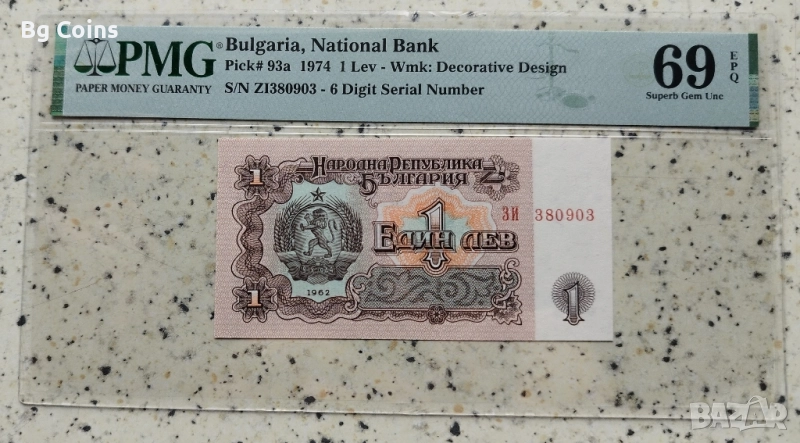 Bg Coins
PMG®
PAPER MONEY GUARANTY
Bulgaria, National Bank
Pick# 93a 1974 1 Lev - Wmk: Decorative Design
S/N ZI380903 - 6 Digit Serial Number
69
EPQ
Superb Gem Unc
1
НАРОДНА РЕПУБЛИКА
БЪЛГАРИЯ
1
ЗИ 380903
ЕДИН ЛЕВ
1962
1
1
BAZAR